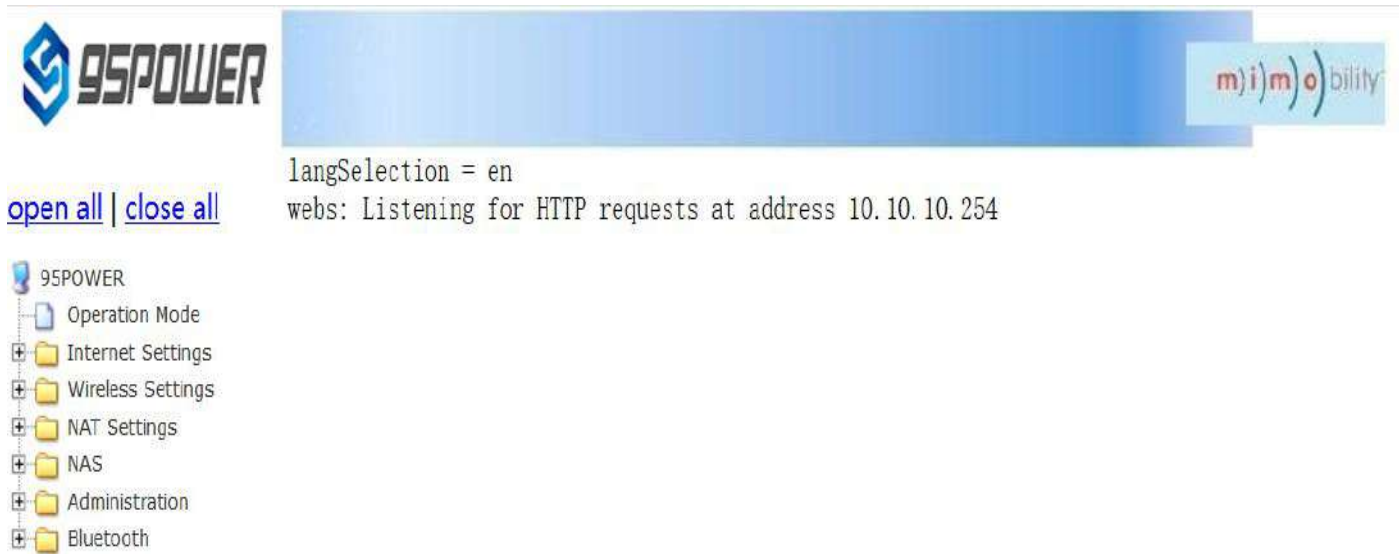 95POWER
m)i)m)o)bility
langSelection = en
webs: Listening for HTTP requests at address 10.10.10.254
open all | close all
95POWER
Operation Mode
Internet Settings
Wireless Settings
NAT Settings
NAS
Administration
Bluetooth